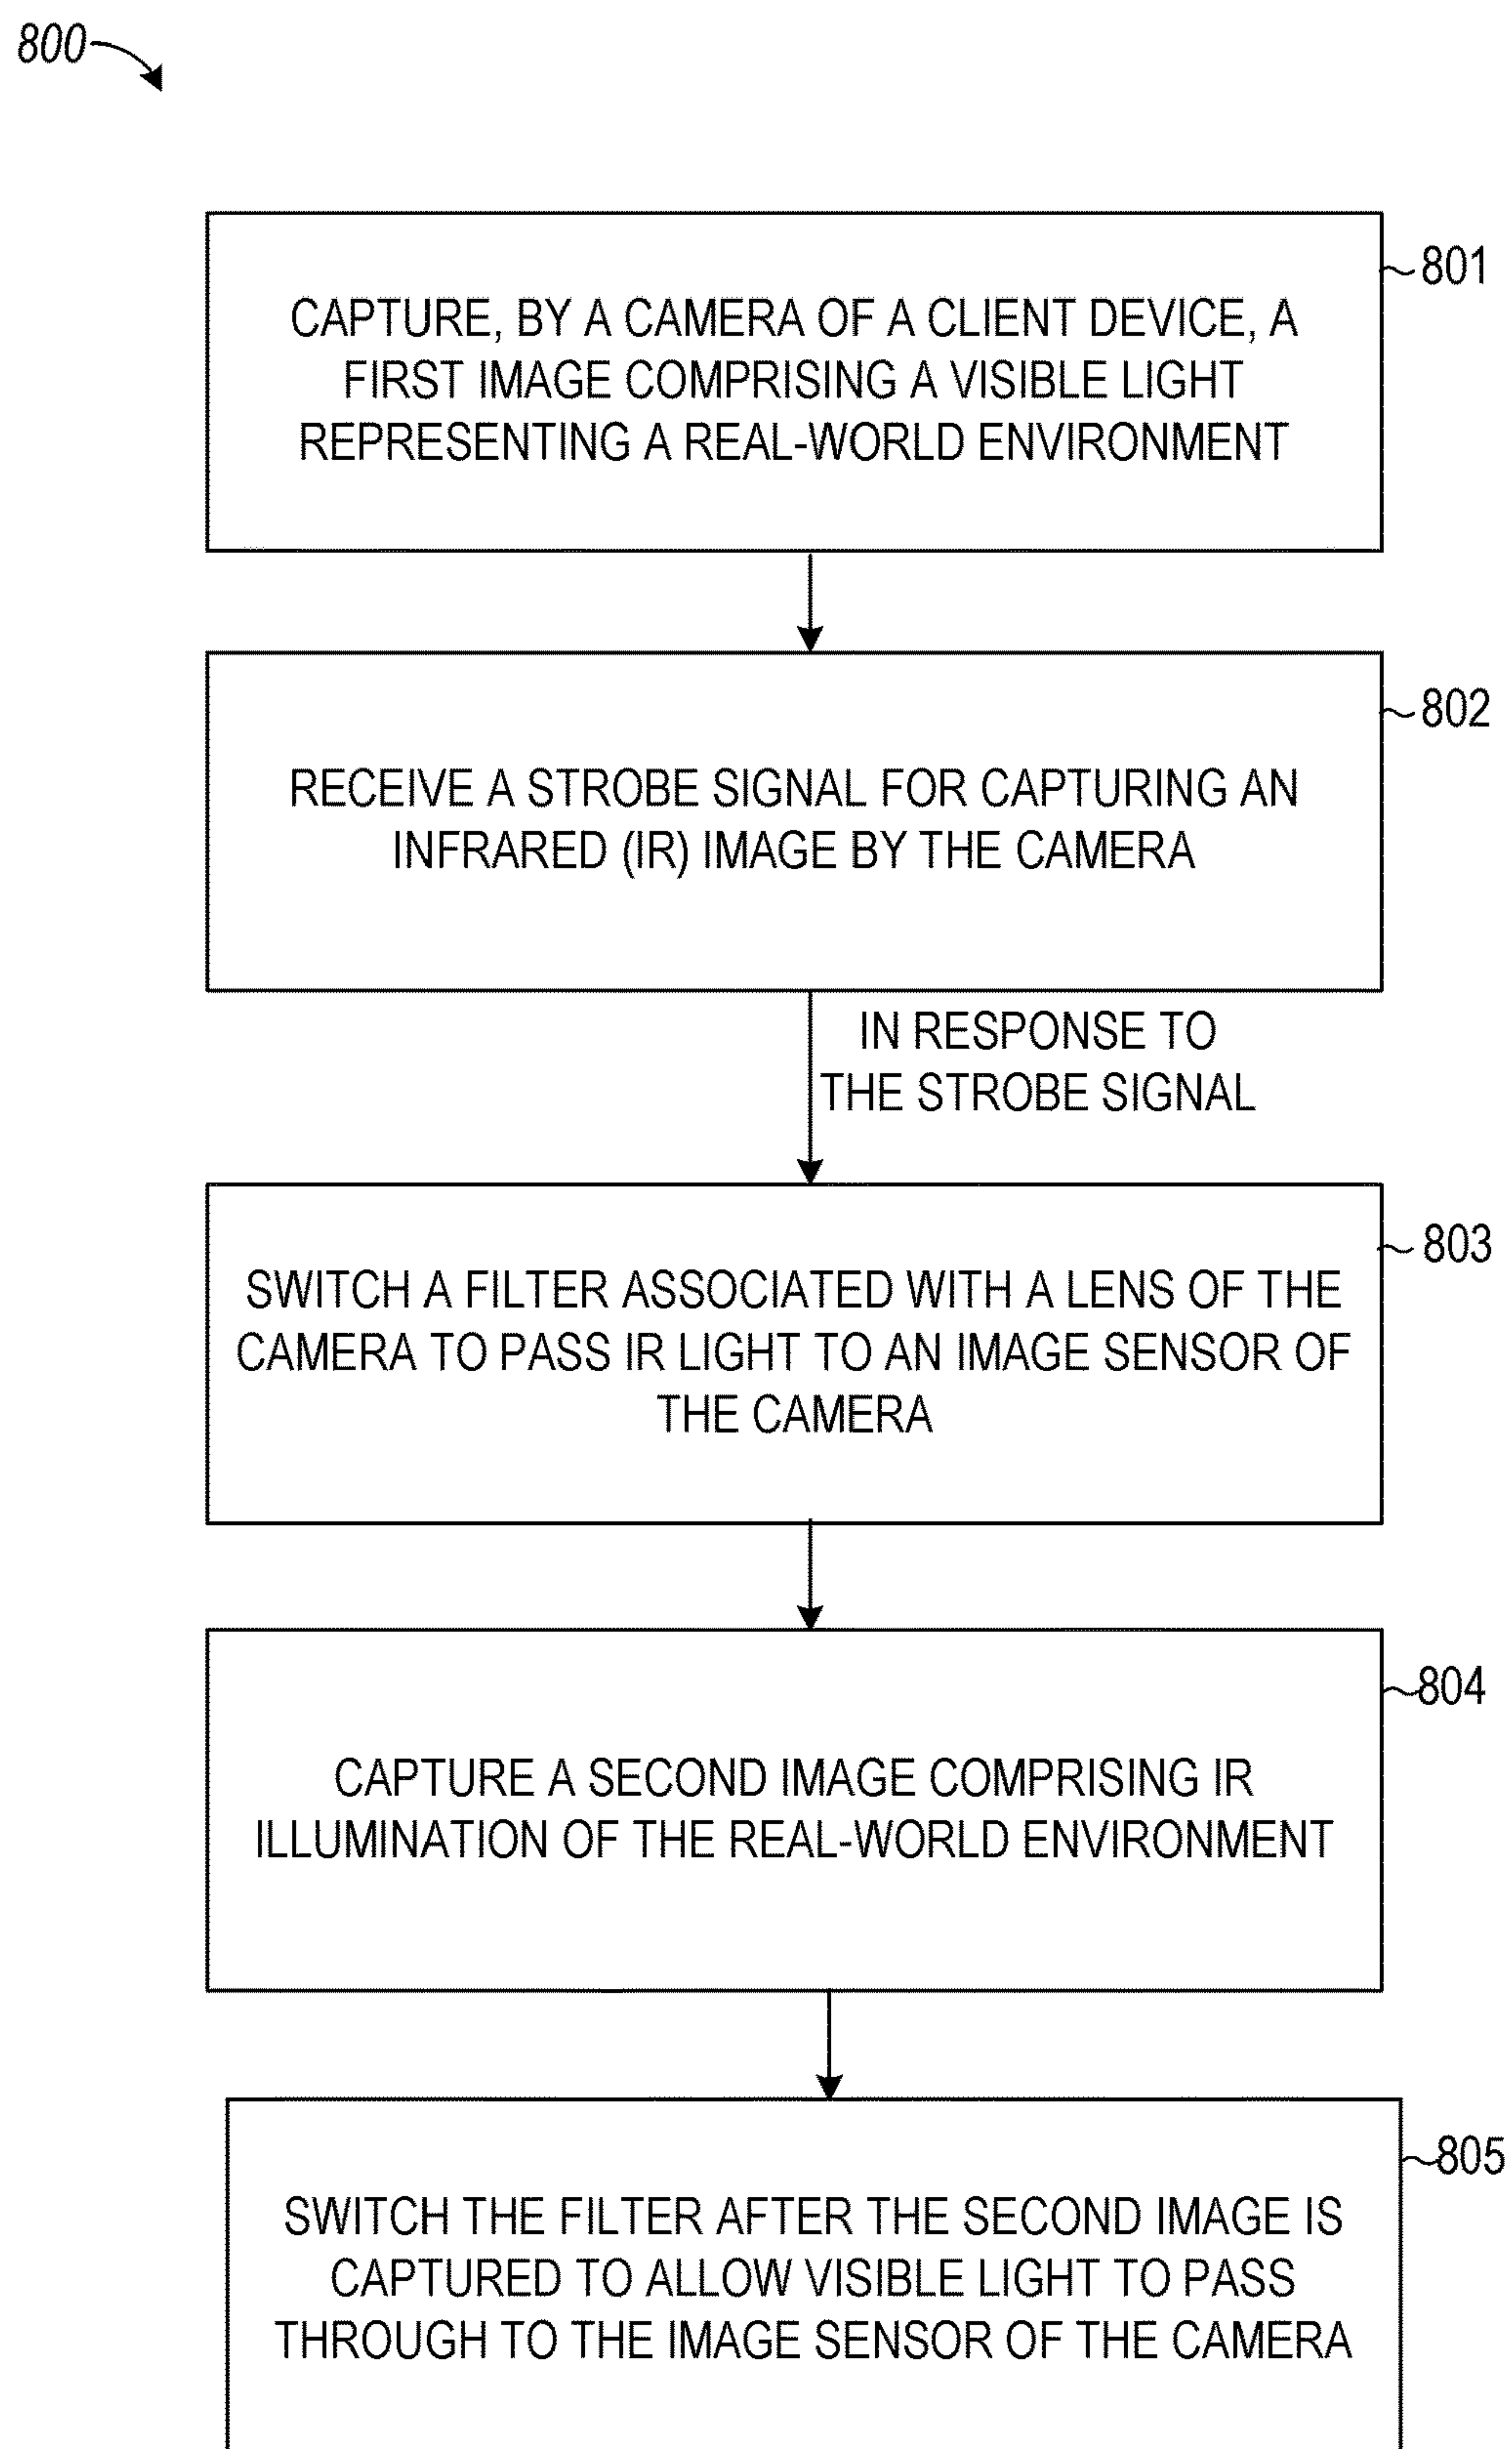 800
CAPTURE, BY A CAMERA OF A CLIENT DEVICE, A
FIRST IMAGE COMPRISING A VISIBLE LIGHT
REPRESENTING A REAL-WORLD ENVIRONMENT
801
RECEIVE A STROBE SIGNAL FOR CAPTURING AN
INFRARED (IR) IMAGE BY THE CAMERA
802
IN RESPONSE TO
THE STROBE SIGNAL
SWITCH A FILTER ASSOCIATED WITH A LENS OF THE
CAMERA TO PASS IR LIGHT TO AN IMAGE SENSOR OF
THE CAMERA
803
CAPTURE A SECOND IMAGE COMPRISING IR
ILLUMINATION OF THE REAL-WORLD ENVIRONMENT
804
SWITCH THE FILTER AFTER THE SECOND IMAGE IS
CAPTURED TO ALLOW VISIBLE LIGHT TO PASS
THROUGH TO THE IMAGE SENSOR OF THE CAMERA
805